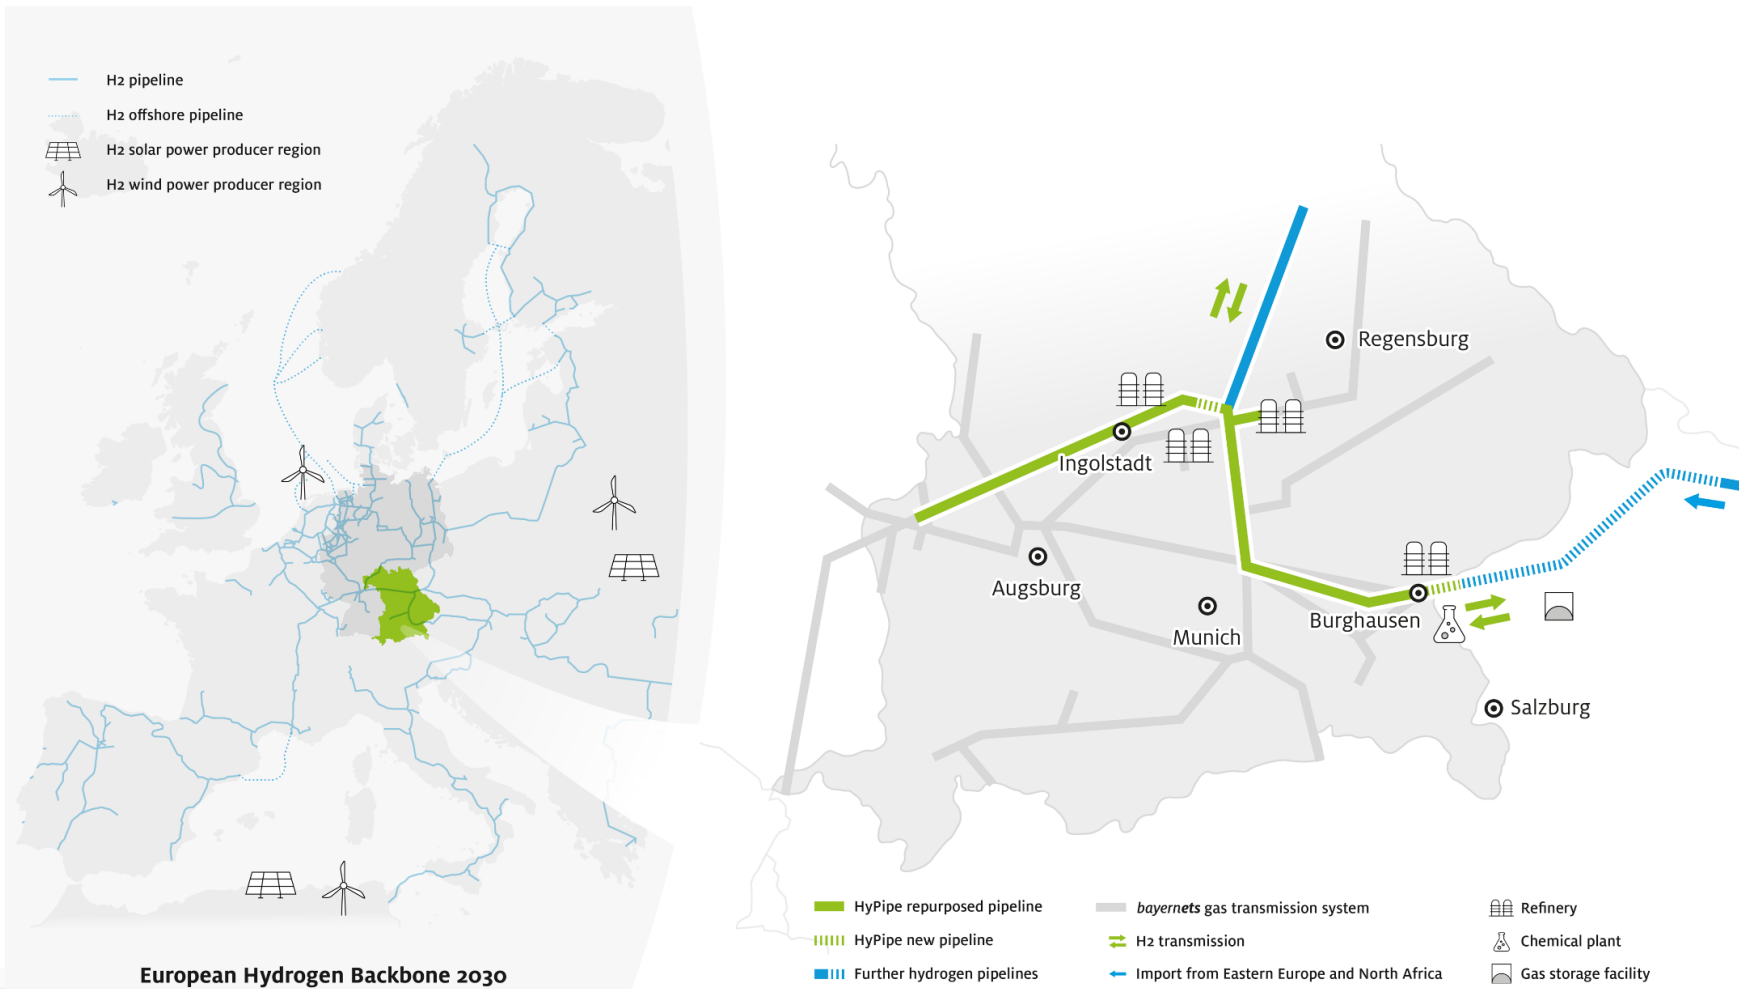 H2 pipeline
H2 offshore pipeline
H2 solar power producer region
H2 wind power producer region
European Hydrogen Backbone 2030
Regensburg
Ingolstadt
Augsburg
Munich
Burghausen
Salzburg
HyPipe repurposed pipeline
HyPipe new pipeline
Further hydrogen pipelines
bayernets gas transmission system
H2 transmission
Import from Eastern Europe and North Africa
Refinery
Chemical plant
Gas storage facility